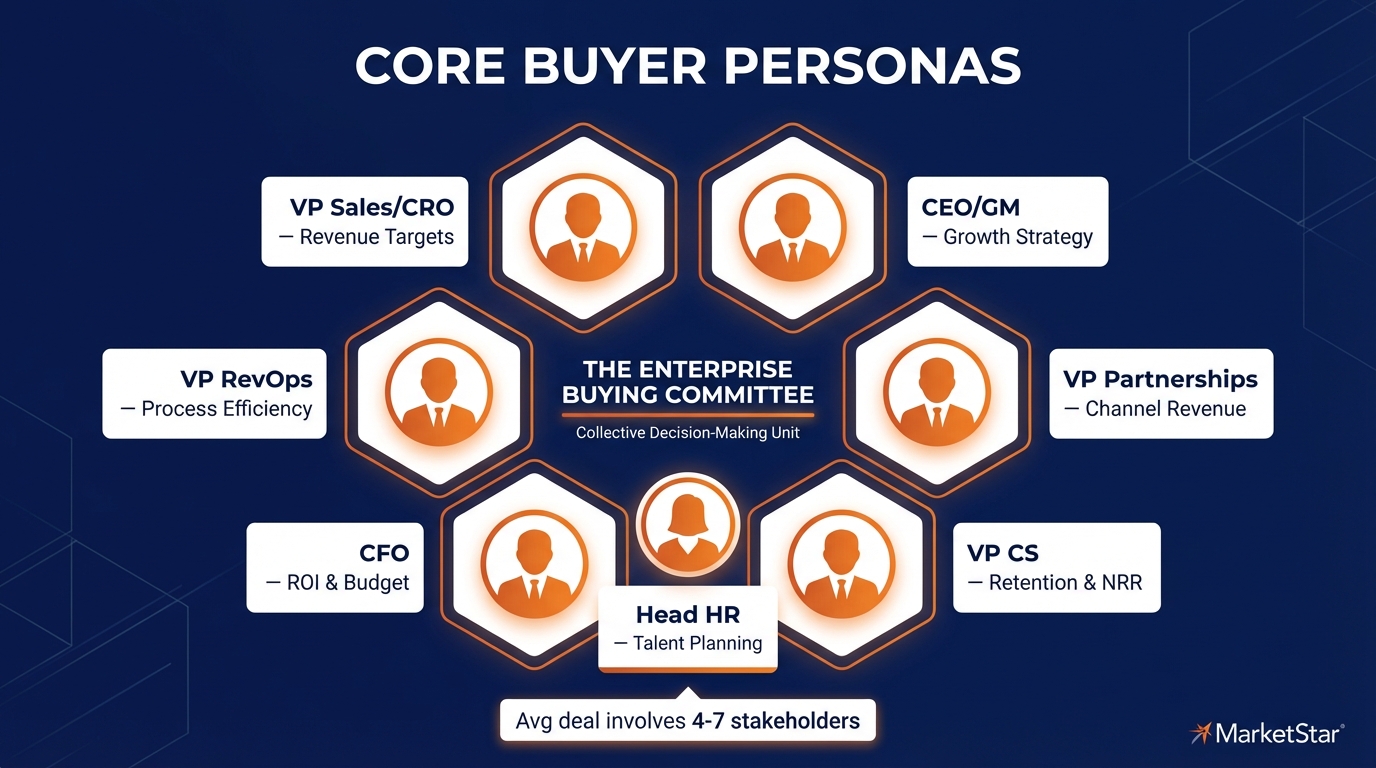 CORE BUYER PERSONAS
VP Sales/CRO
— Revenue Targets
CEO/GM
— Growth Strategy
VP RevOps
— Process Efficiency
THE ENTERPRISE
BUYING COMMITTEE
Collective Decision-Making Unit
VP Partnerships
— Channel Revenue
CFO
— ROI & Budget
Head HR
— Talent Planning
VP CS
— Retention & NRR
Avg deal involves 4-7 stakeholders
MarketStar®